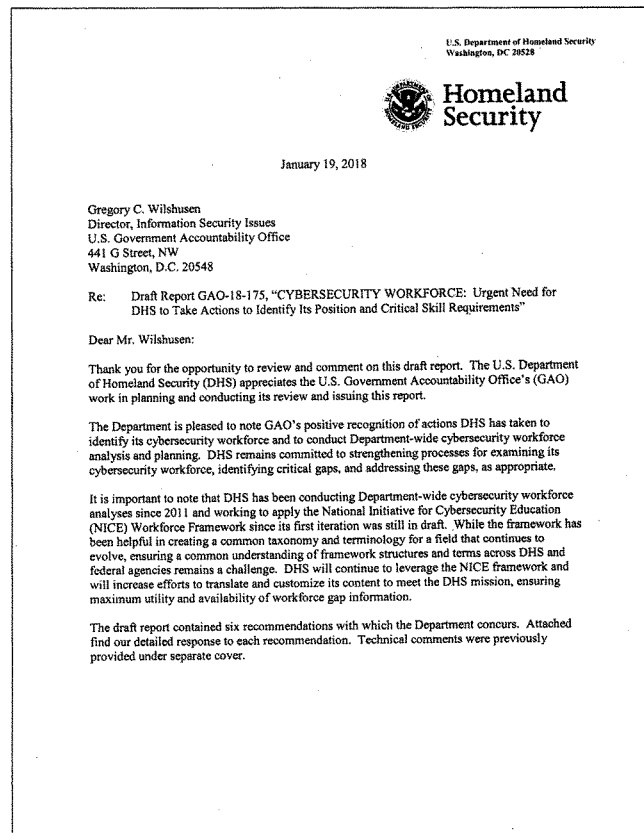 U.S. Department of Homeland Security
Washington, DC 20528
Homeland
Security
January 19, 2018
Gregory C. Wilshusen
Director, Information Security Issues
U.S. Government Accountability Office
441 G Street, NW
Washington, D.C. 20548
Re: Draft Report GAO-18-175, "CYBERSECURITY WORKFORCE: Urgent Need for
DHS to Take Actions to Identify Its Position and Critical Skill Requirements"
Dear Mr. Wilshusen:
Thank you for the opportunity to review and comment on this draft report. The U.S. Department
of Homeland Security (DHS) appreciates the U.S. Government Accountability Office's (GAO)
work in planning and conducting its review and issuing this report.
The Department is pleased to note GAO's positive recognition of actions DHS has taken to
identify its cybersecurity workforce and to conduct Department-wide cybersecurity workforce
analysis and planning. DHS remains committed to strengthening processes for examining its
cybersecurity workforce, identifying critical gaps, and addressing these gaps, as appropriate.
It is important to note that DHS has been conducting Department-wide cybersecurity workforce
analyses since 2011 and working to apply the National Initiative for Cybersecurity Education
(NICE) Workforce Framework since its first iteration was still in draft. While the framework has
been helpful in creating a common taxonomy and terminology for a field that continues to
evolve, ensuring a common understanding of framework structures and terms across DHS and
federal agencies remains a challenge. DHS will continue to leverage the NICE framework and
will increase efforts to translate and customize its content to meet the DHS mission, ensuring
maximum utility and availability of workforce gap information.
The draft report contained six recommendations with which the Department concurs. Attached
find our detailed response to each recommendation. Technical comments were previously
provided under separate cover.